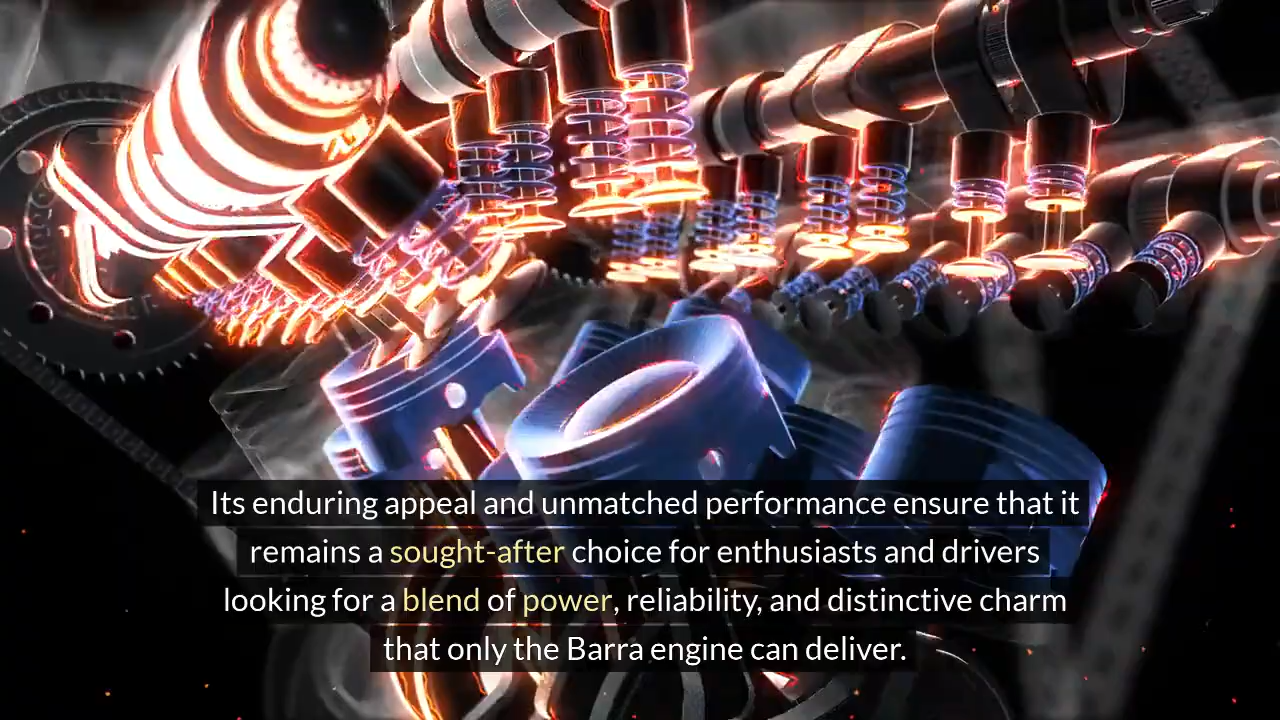 Its enduring appeal and unmatched performance ensure that it
remains a sought-after choice for enthusiasts and drivers
looking for a blend of power, reliability, and distinctive charm
that only the Barra engine can deliver.